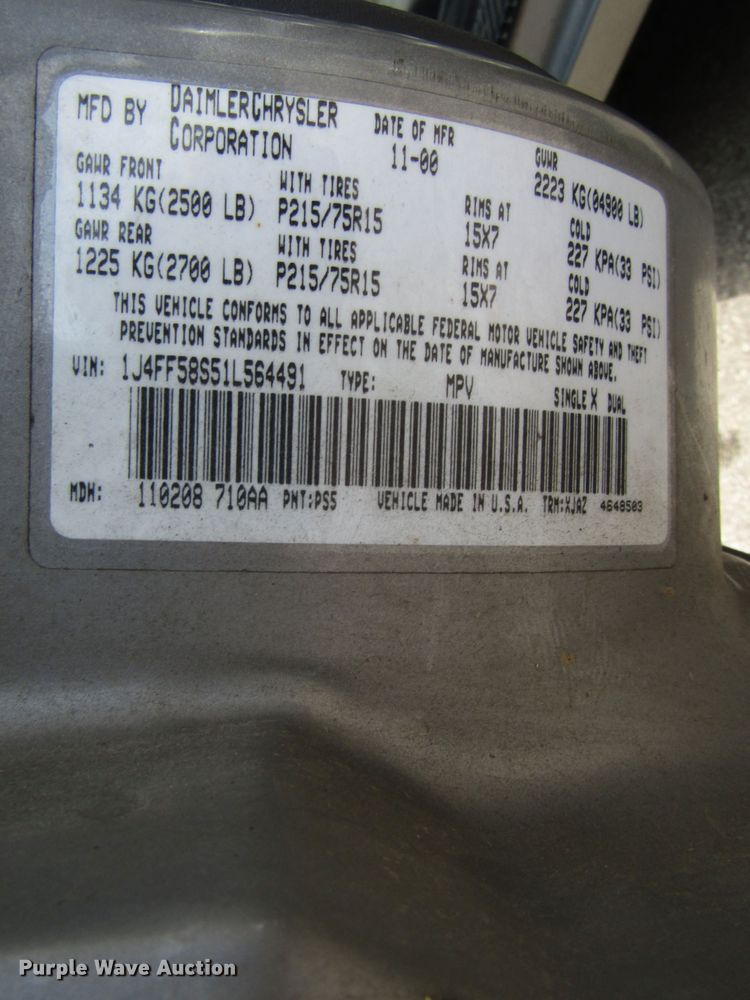 MFD BY DAIMLERCHRYSLER CORPORATION DATE OF MFR 11-00 GVWR 2223 KG(04900 LB)
GAWR FRONT WITH TIRES RIMS AT COLD
1134 KG(2500 LB) P215/75R15 15X7 227 KPA(33 PSI)
GAWR REAR WITH TIRES RIMS AT COLD
1225 KG(2700 LB) P215/75R15 15X7 227 KPA(33 PSI)
THIS VEHICLE CONFORMS TO ALL APPLICABLE FEDERAL MOTOR VEHICLE SAFETY AND THEFT
PREVENTION STANDARDS IN EFFECT ON THE DATE OF MANUFACTURE SHOWN ABOVE.
VIN: 1J4FF58S51L564491 TYPE: MPV SINGLE X DUAL
MDH: 110208 710AA PNT:PS5 VEHICLE MADE IN U.S.A. TRM:XJAZ 4648503
Purple Wave Auction